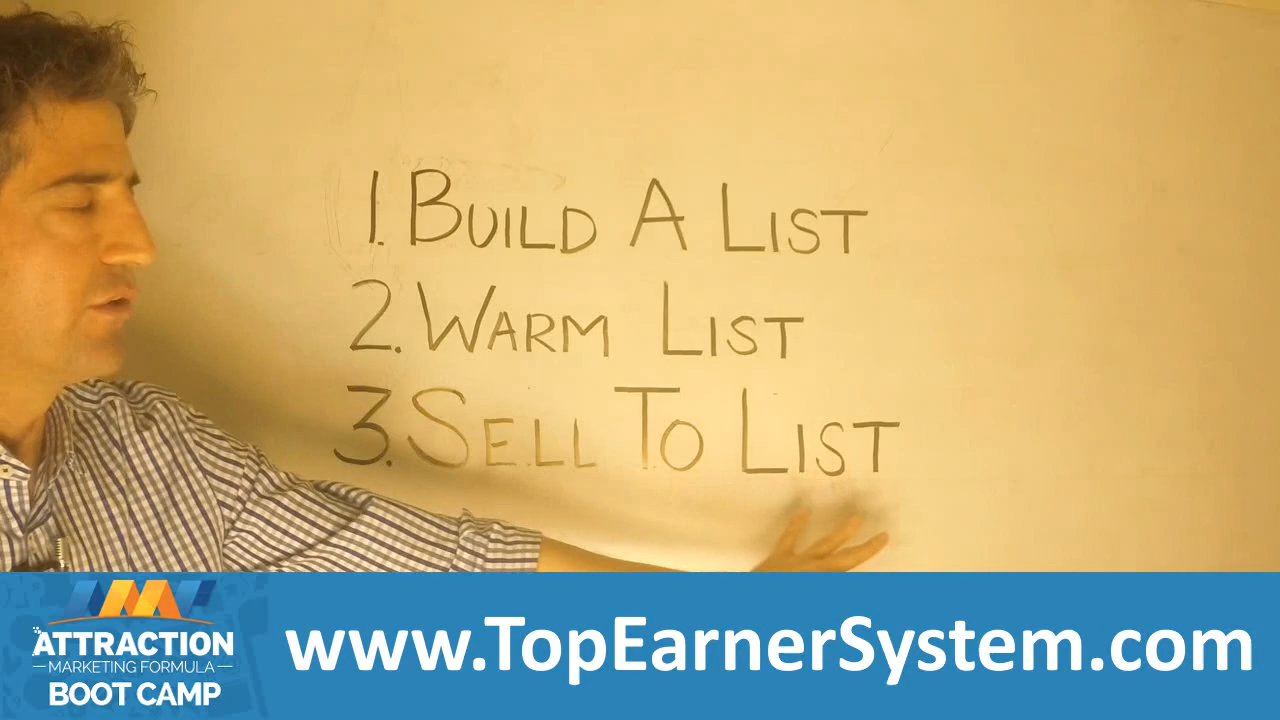 1. BUILD A LIST
2. WARM LIST
3. SELL TO LIST
ATTRACTION
MARKETING FORMULA
BOOT CAMP
www.TopEarnerSystem.com